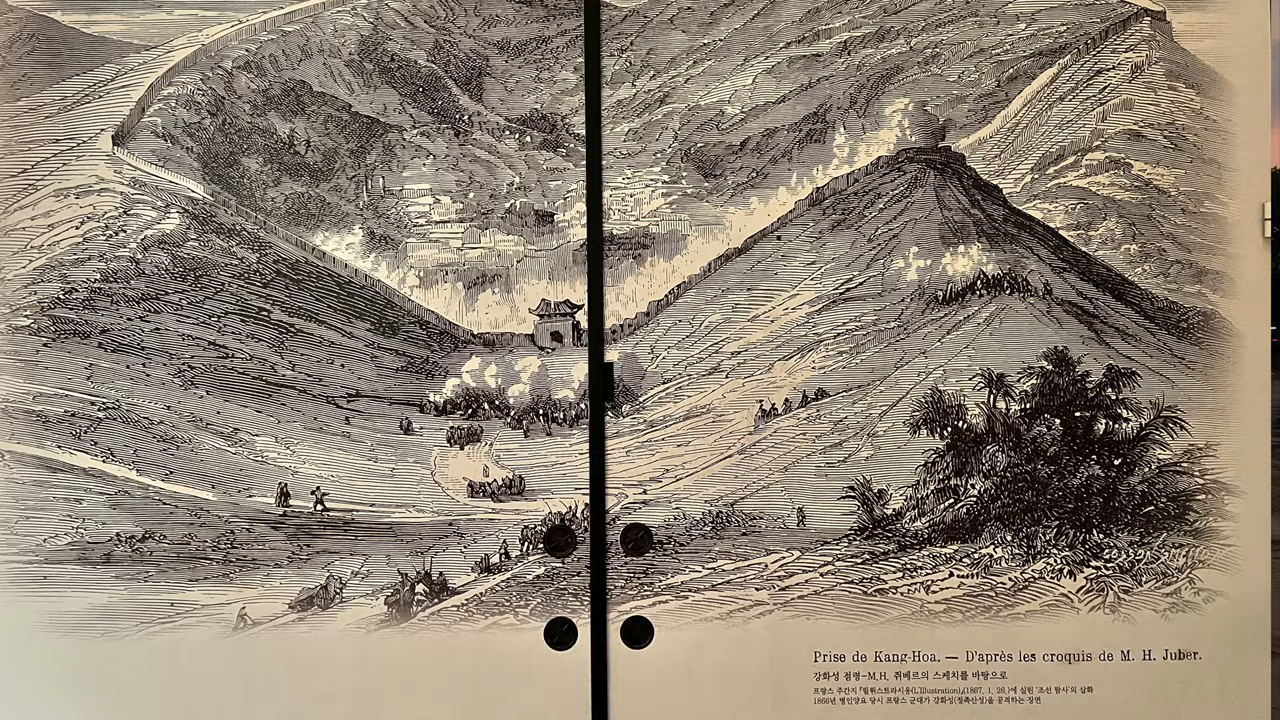 Prise de Kang-Hoa. — D'après les croquis de M. H. Juber.
강화성 점령-M.H. 쥐베르의 스케치를 바탕으로
프랑스 주간지 『릴뤼스트라시옹(L'Illustration)』(1867. 1. 26.)에 실린 '조선 탐사'의 삽화
1866년 병인양요 당시 프랑스 군대가 강화성(정족산성)을 공격하는 장면